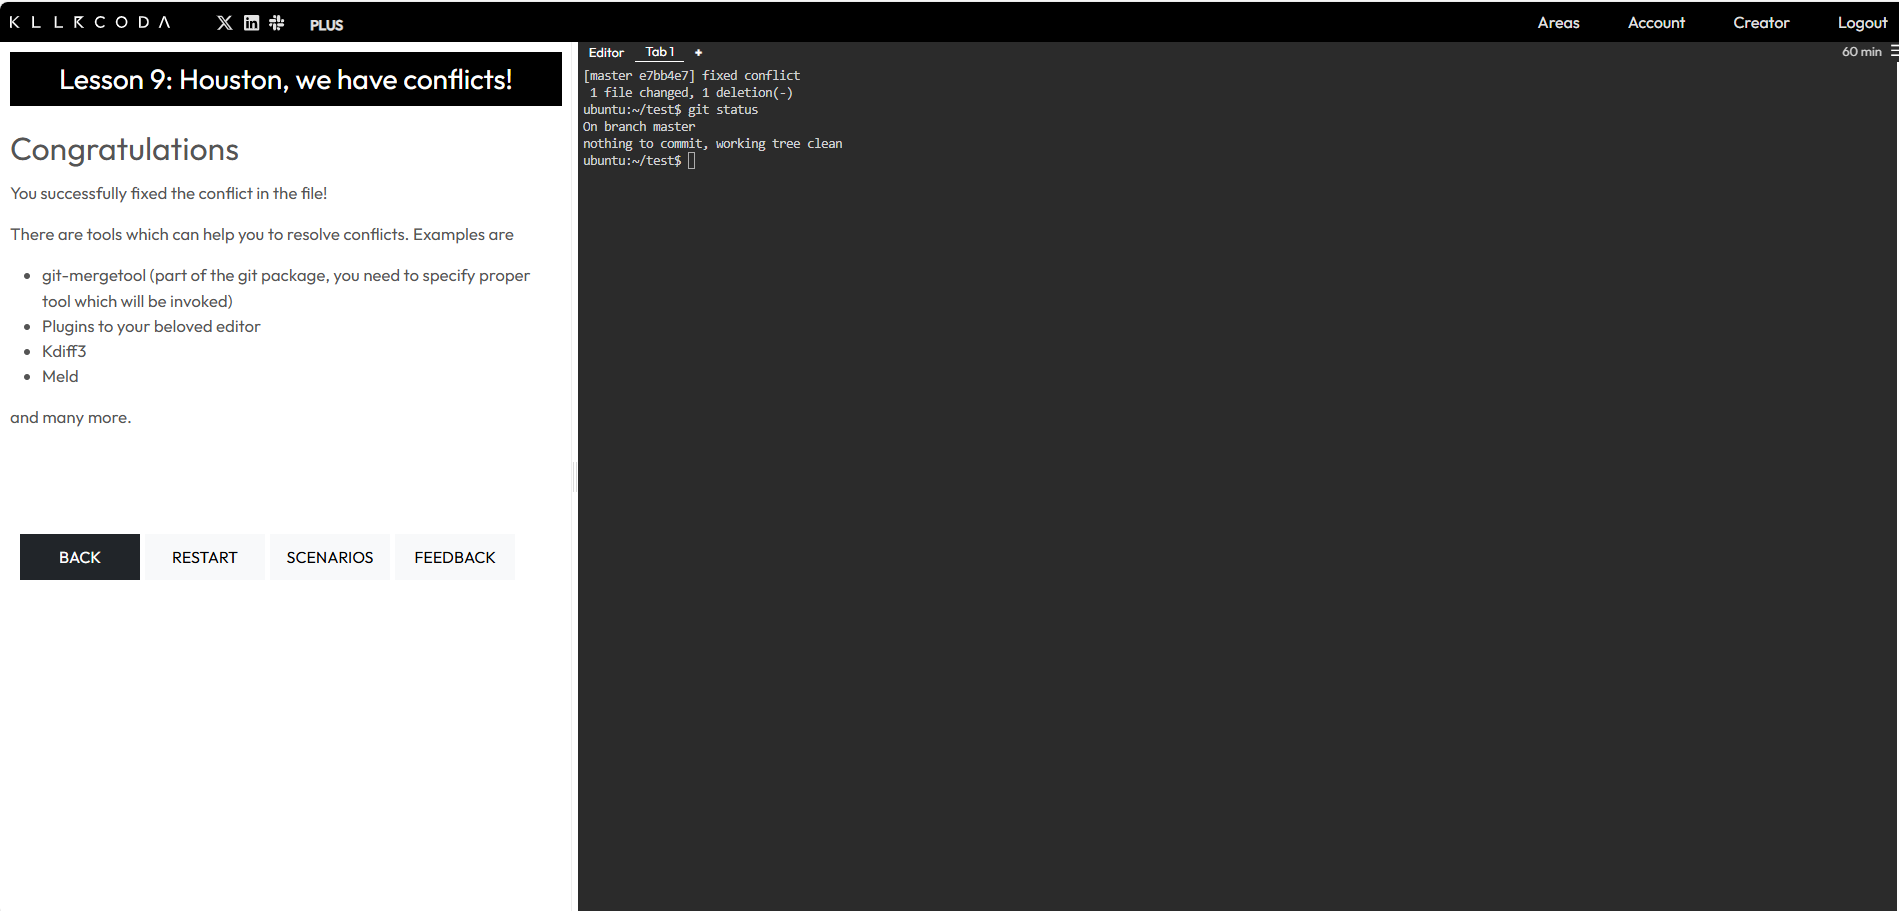 KLLRCODA PLUS Areas Account Creator Logout
Lesson 9: Houston, we have conflicts!
Congratulations
You successfully fixed the conflict in the file!
There are tools which can help you to resolve conflicts. Examples are
git-mergetool (part of the git package, you need to specify proper
tool which will be invoked)
Plugins to your beloved editor
Kdiff3
Meld
and many more.
BACK RESTART SCENARIOS FEEDBACK
Editor Tab 1 + 60 min
[master e7bb4e7] fixed conflict
1 file changed, 1 deletion(-)
ubuntu:~/test$ git status
On branch master
nothing to commit, working tree clean
ubuntu:~/test$